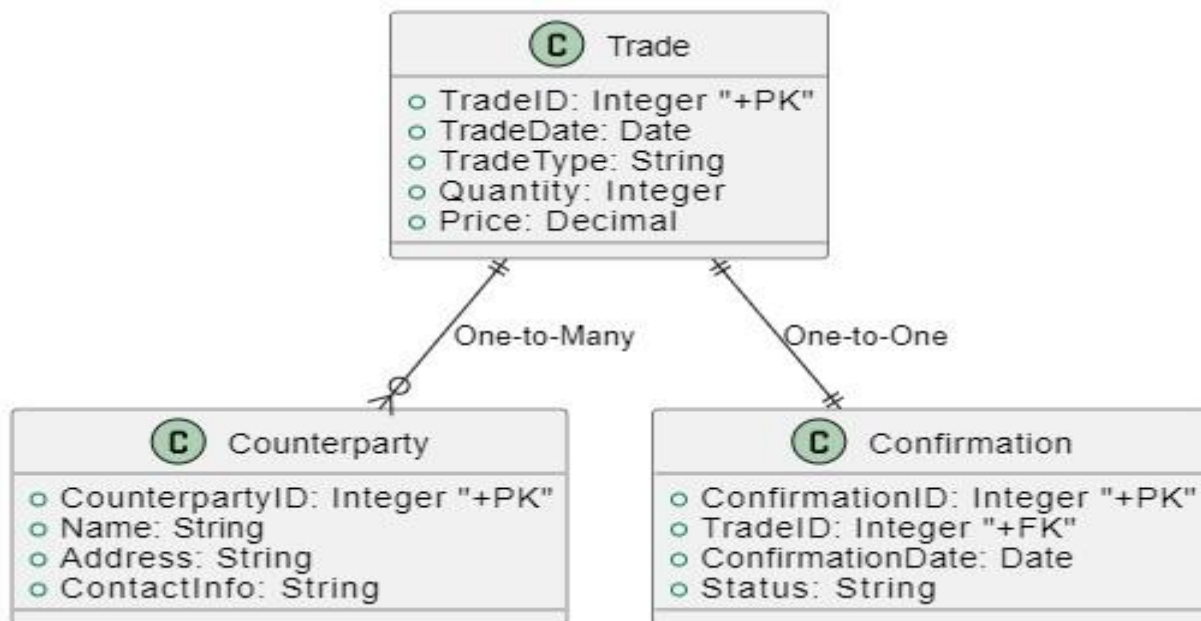 C Trade
TradeID: Integer "+PK"
TradeDate: Date
TradeType: String
Quantity: Integer
Price: Decimal
One-to-Many
One-to-One
C Counterparty
CounterpartyID: Integer "+PK"
Name: String
Address: String
ContactInfo: String
C Confirmation
ConfirmationID: Integer "+PK"
TradeID: Integer "+FK"
ConfirmationDate: Date
Status: String